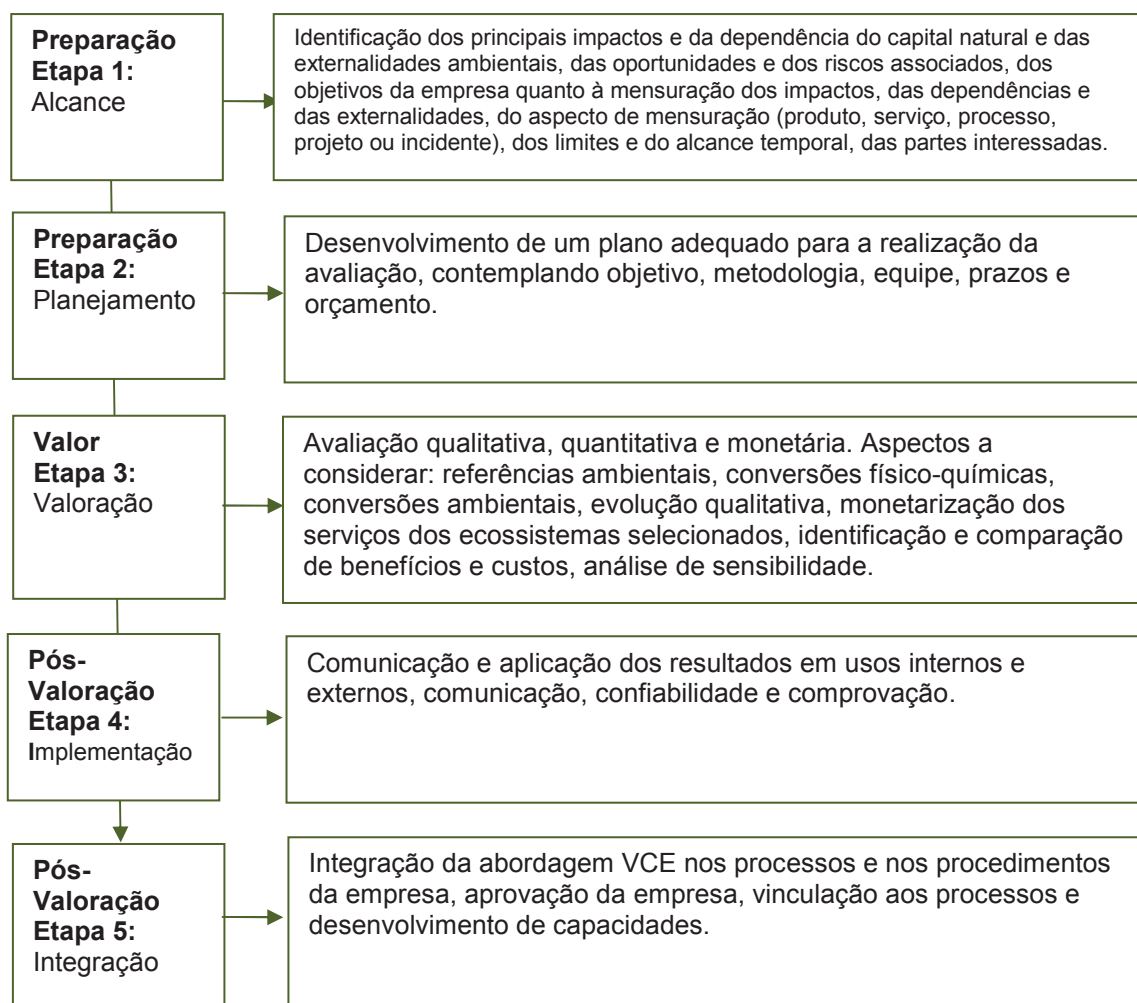 Preparação
Etapa 1:
Alcance
Identificação dos principais impactos e da dependência do capital natural e das
externalidades ambientais, das oportunidades e dos riscos associados, dos
objetivos da empresa quanto à mensuração dos impactos, das dependências e
das externalidades, do aspecto de mensuração (produto, serviço, processo,
projeto ou incidente), dos limites e do alcance temporal, das partes interessadas.
Preparação
Etapa 2:
Planejamento
Desenvolvimento de um plano adequado para a realização da
avaliação, contemplando objetivo, metodologia, equipe, prazos e
orçamento.
Valor
Etapa 3:
Valoração
Avaliação qualitativa, quantitativa e monetária. Aspectos a
considerar: referências ambientais, conversões físico-químicas,
conversões ambientais, evolução qualitativa, monetarização dos
serviços dos ecossistemas selecionados, identificação e comparação
de benefícios e custos, análise de sensibilidade.
Pós-
Valoração
Etapa 4:
Implementação
Comunicação e aplicação dos resultados em usos internos e
externos, comunicação, confiabilidade e comprovação.
Pós-
Valoração
Etapa 5:
Integração
Integração da abordagem VCE nos processos e nos procedimentos
da empresa, aprovação da empresa, vinculação aos processos e
desenvolvimento de capacidades.